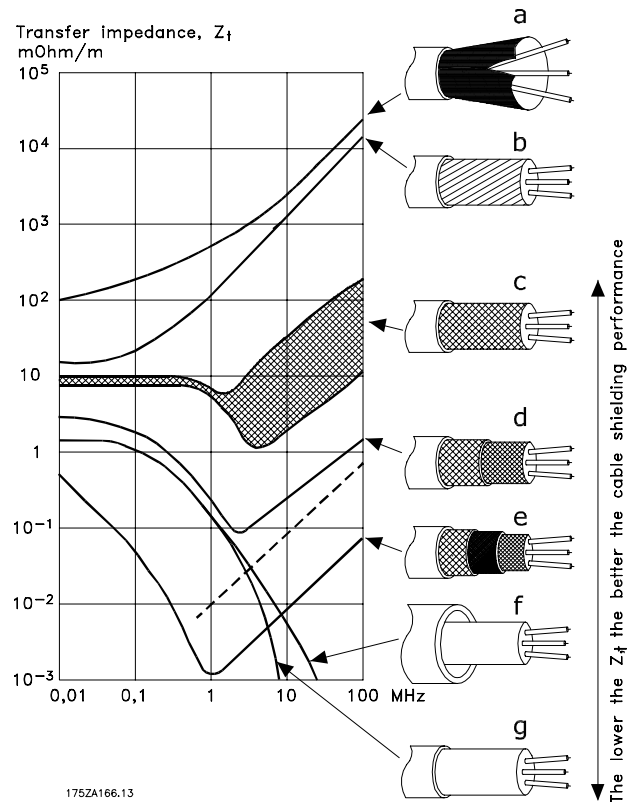 Transfer impedance, Zt
mOhm/m
10⁵
10⁴
10³
10²
10
1
10⁻¹
10⁻²
10⁻³
0,01 0,1 1 10 100 MHz
a
b
c
d
e
f
g
The lower the Zt the better the cable shielding performance
175ZA166.13